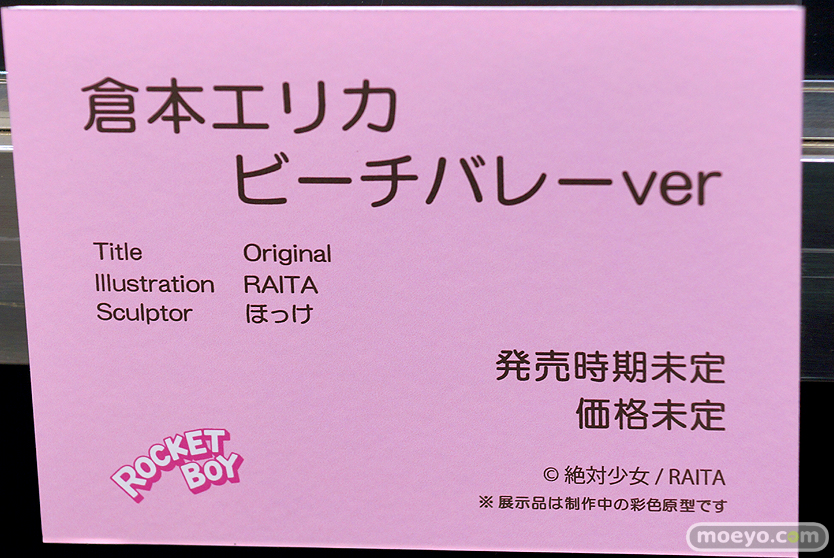 倉本エリカ
ビーチバレーver
Title Original
Illustration RAITA
Sculptor ほっけ
発売時期未定
価格未定
ROCKET
BOY
© 絶対少女 / RAITA
※ 展示品は制作中の彩色原型です
moeyo.com